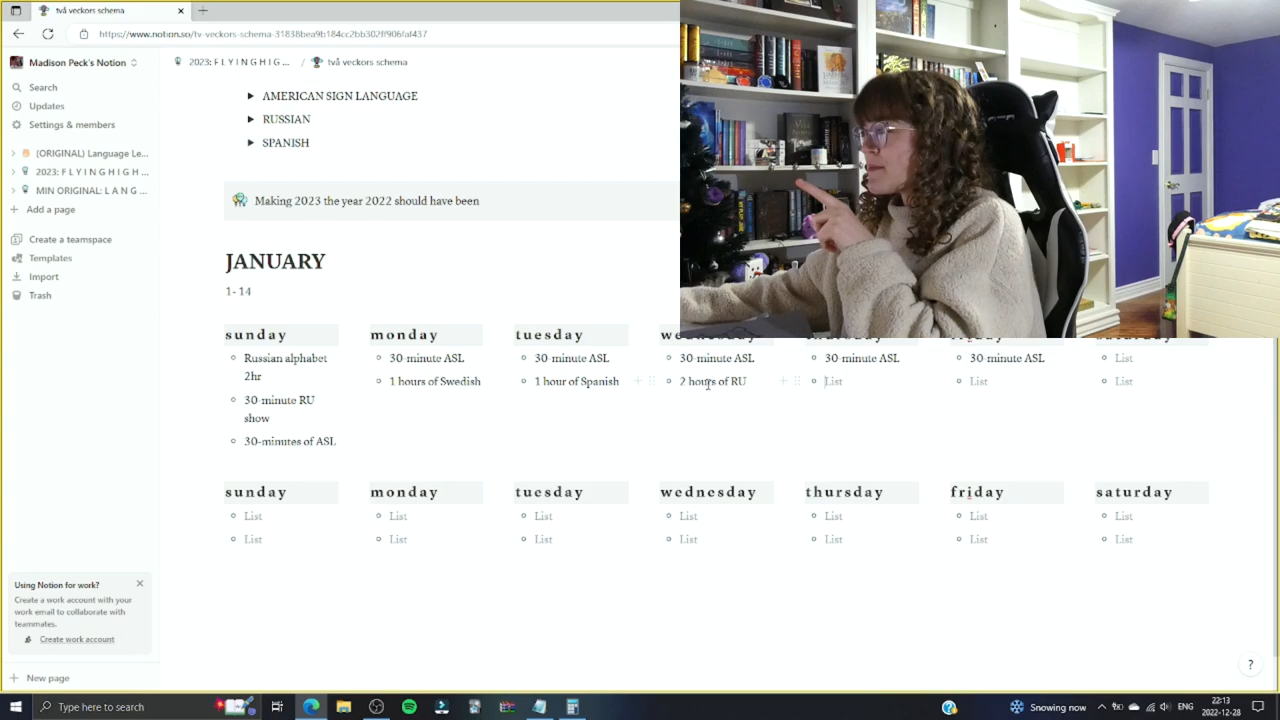 två veckors schema
https://www.notion.so/tv-veckors-schema-31838bea9b184cc2bb302ff906faf437
Madison Peck's Notion
2023: F L Y I N G H I G ... / två veckors schema
Search
Updates
Settings & members
(ORIGINAL) Language Le...
2023: F L Y I N G H I G H ...
MIN ORIGINAL: L A N G ...
Add a page
Create a teamspace
Templates
Import
Trash
AMERICAN SIGN LANGUAGE
RUSSIAN
SPANISH
Making 2023 the year 2022 should have been
JANUARY
1-14
sunday
Russian alphabet
2hr
30-minute RU
show
30-minutes of ASL
monday
30-minute ASL
1 hours of Swedish
tuesday
30-minute ASL
1 hour of Spanish
30-minute ASL
2 hours of RU
30-minute ASL
List
30-minute ASL
List
List
List
sunday
List
List
monday
List
List
tuesday
List
List
wednesday
List
List
thursday
List
List
friday
List
List
saturday
List
List
Using Notion for work?
Create a work account with your
work email to collaborate with
teammates.
Create work account
New page
?
Type here to search
Snowing now
ENG
22:13
2022-12-28